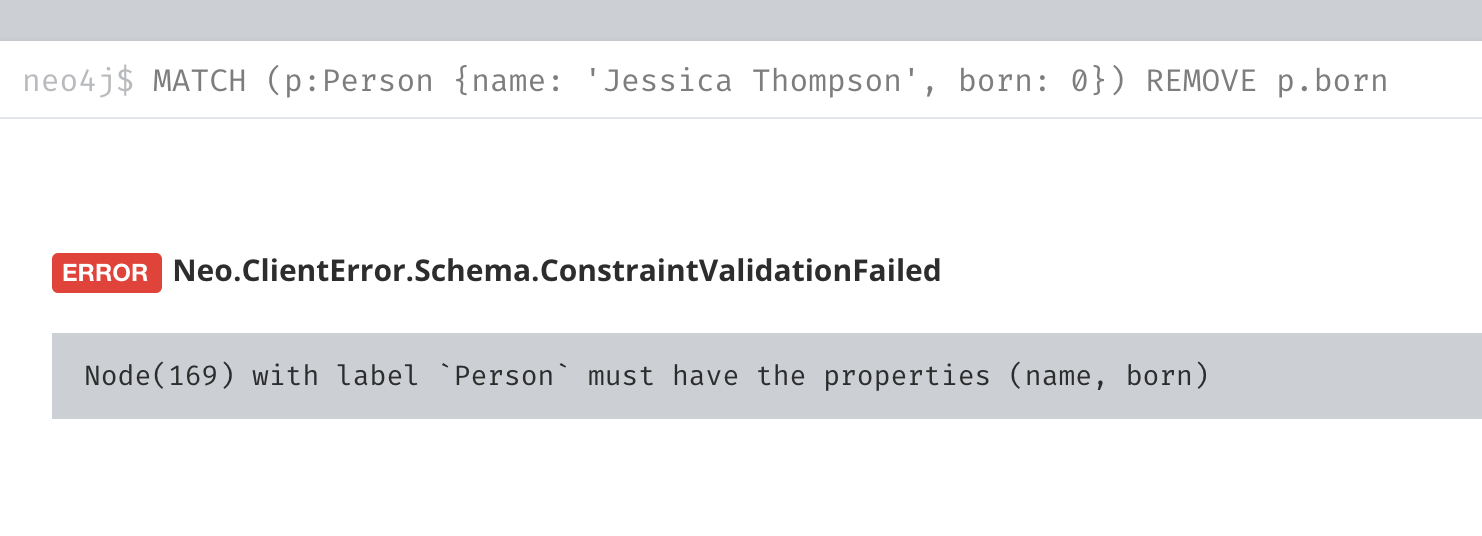 neo4j$ MATCH (p:Person {name: 'Jessica Thompson', born: 0}) REMOVE p.born
ERROR Neo.ClientError.Schema.ConstraintValidationFailed
Node(169) with label `Person` must have the properties (name, born)